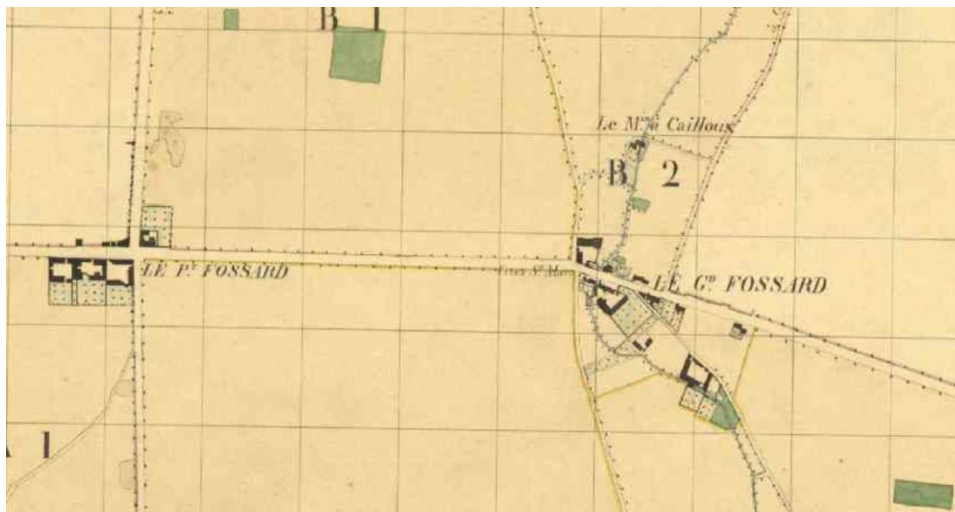 B 1
Le Mⁱⁿ à Cailloux
B 2
LE Pᵗ FOSSARD
LE Gᴰ FOSSARD
A 1